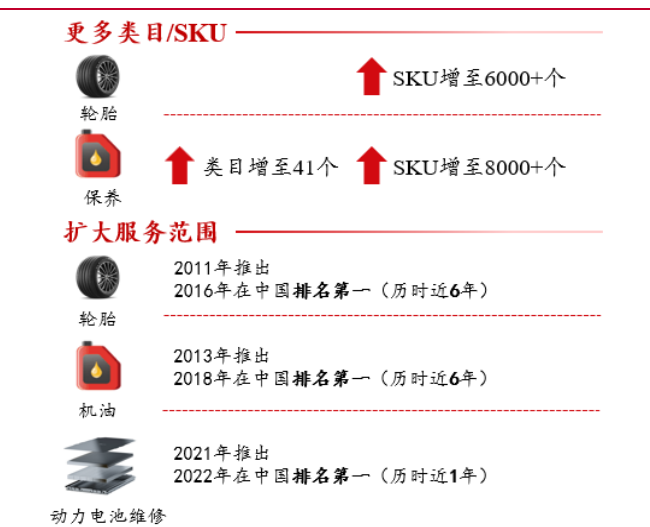 更多类目/SKU
SKU增至6000+个
轮胎
类目增至41个 SKU增至8000+个
保养
扩大服务范围
2011年推出
2016年在中国排名第一（历时近6年）
轮胎
2013年推出
2018年在中国排名第一（历时近6年）
机油
2021年推出
2022年在中国排名第一（历时近1年）
动力电池维修